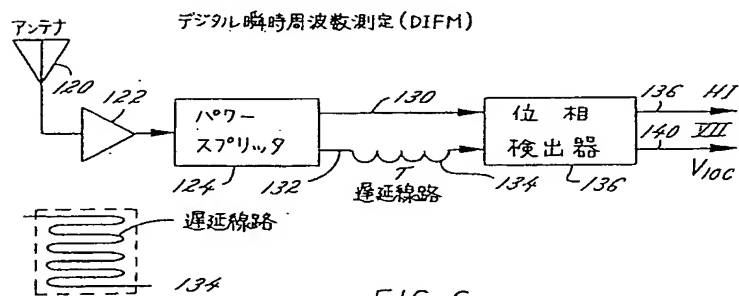 デジタル瞬時周波数測定(DIFM)
アンテナ
120
122
パワー
スプリッタ
124
130
132
T
遅延線路
134
位相
検出器
136
136
HI
140
VII
V10C
遅延線路
134